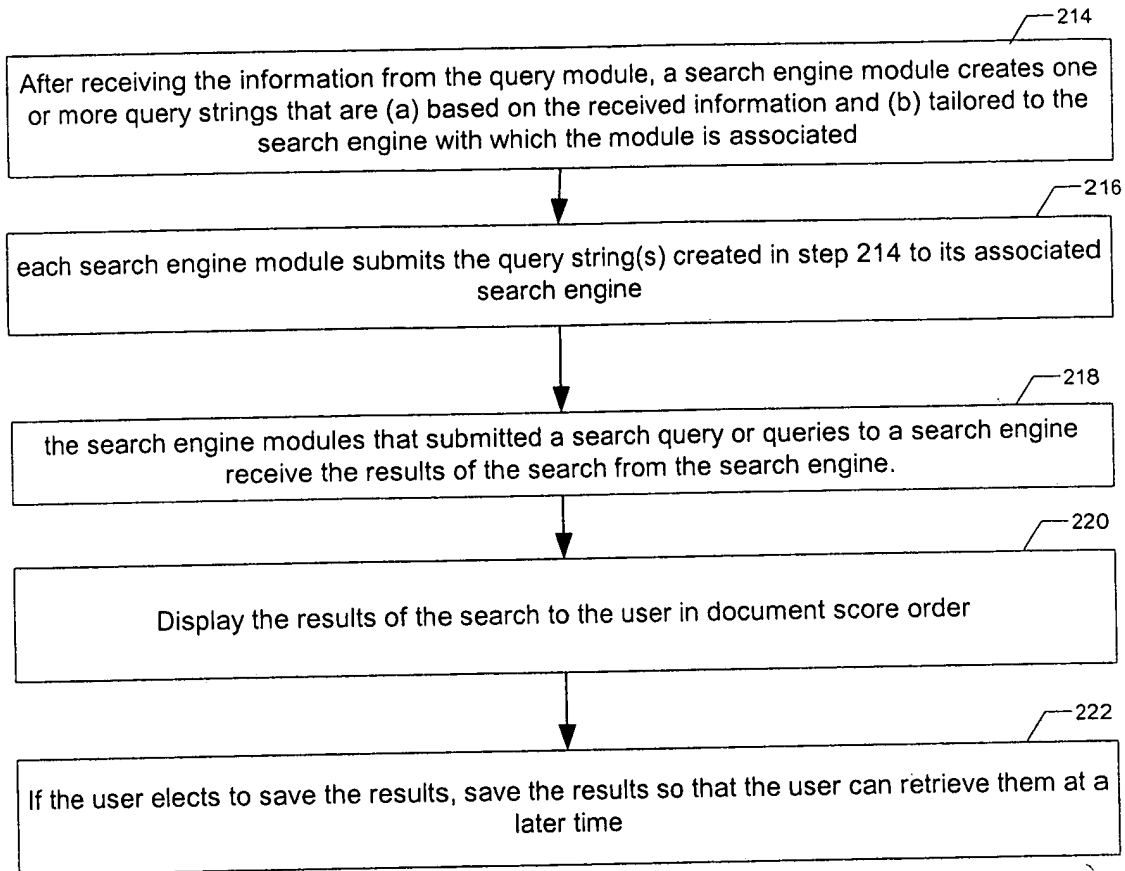 214
After receiving the information from the query module, a search engine module creates one
or more query strings that are (a) based on the received information and (b) tailored to the
search engine with which the module is associated
216
each search engine module submits the query string(s) created in step 214 to its associated
search engine
218
the search engine modules that submitted a search query or queries to a search engine
receive the results of the search from the search engine.
220
Display the results of the search to the user in document score order
222
If the user elects to save the results, save the results so that the user can retrieve them at a
later time